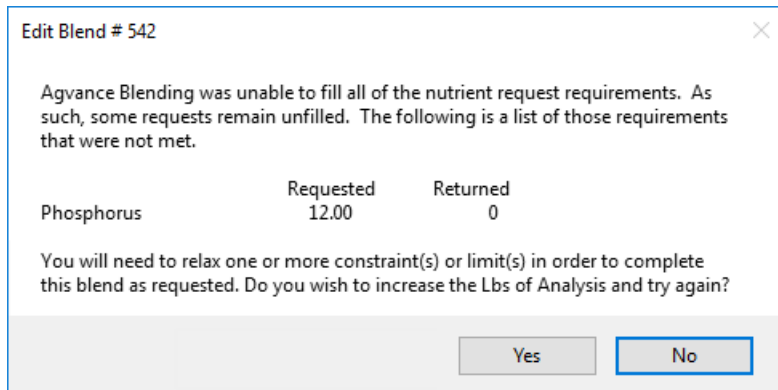 Edit Blend # 542
Agvance Blending was unable to fill all of the nutrient request requirements.  As
such, some requests remain unfilled.  The following is a list of those requirements
that were not met.
Requested Returned
Phosphorus 12.00 0
You will need to relax one or more constraint(s) or limit(s) in order to complete
this blend as requested. Do you wish to increase the Lbs of Analysis and try again?
Yes No